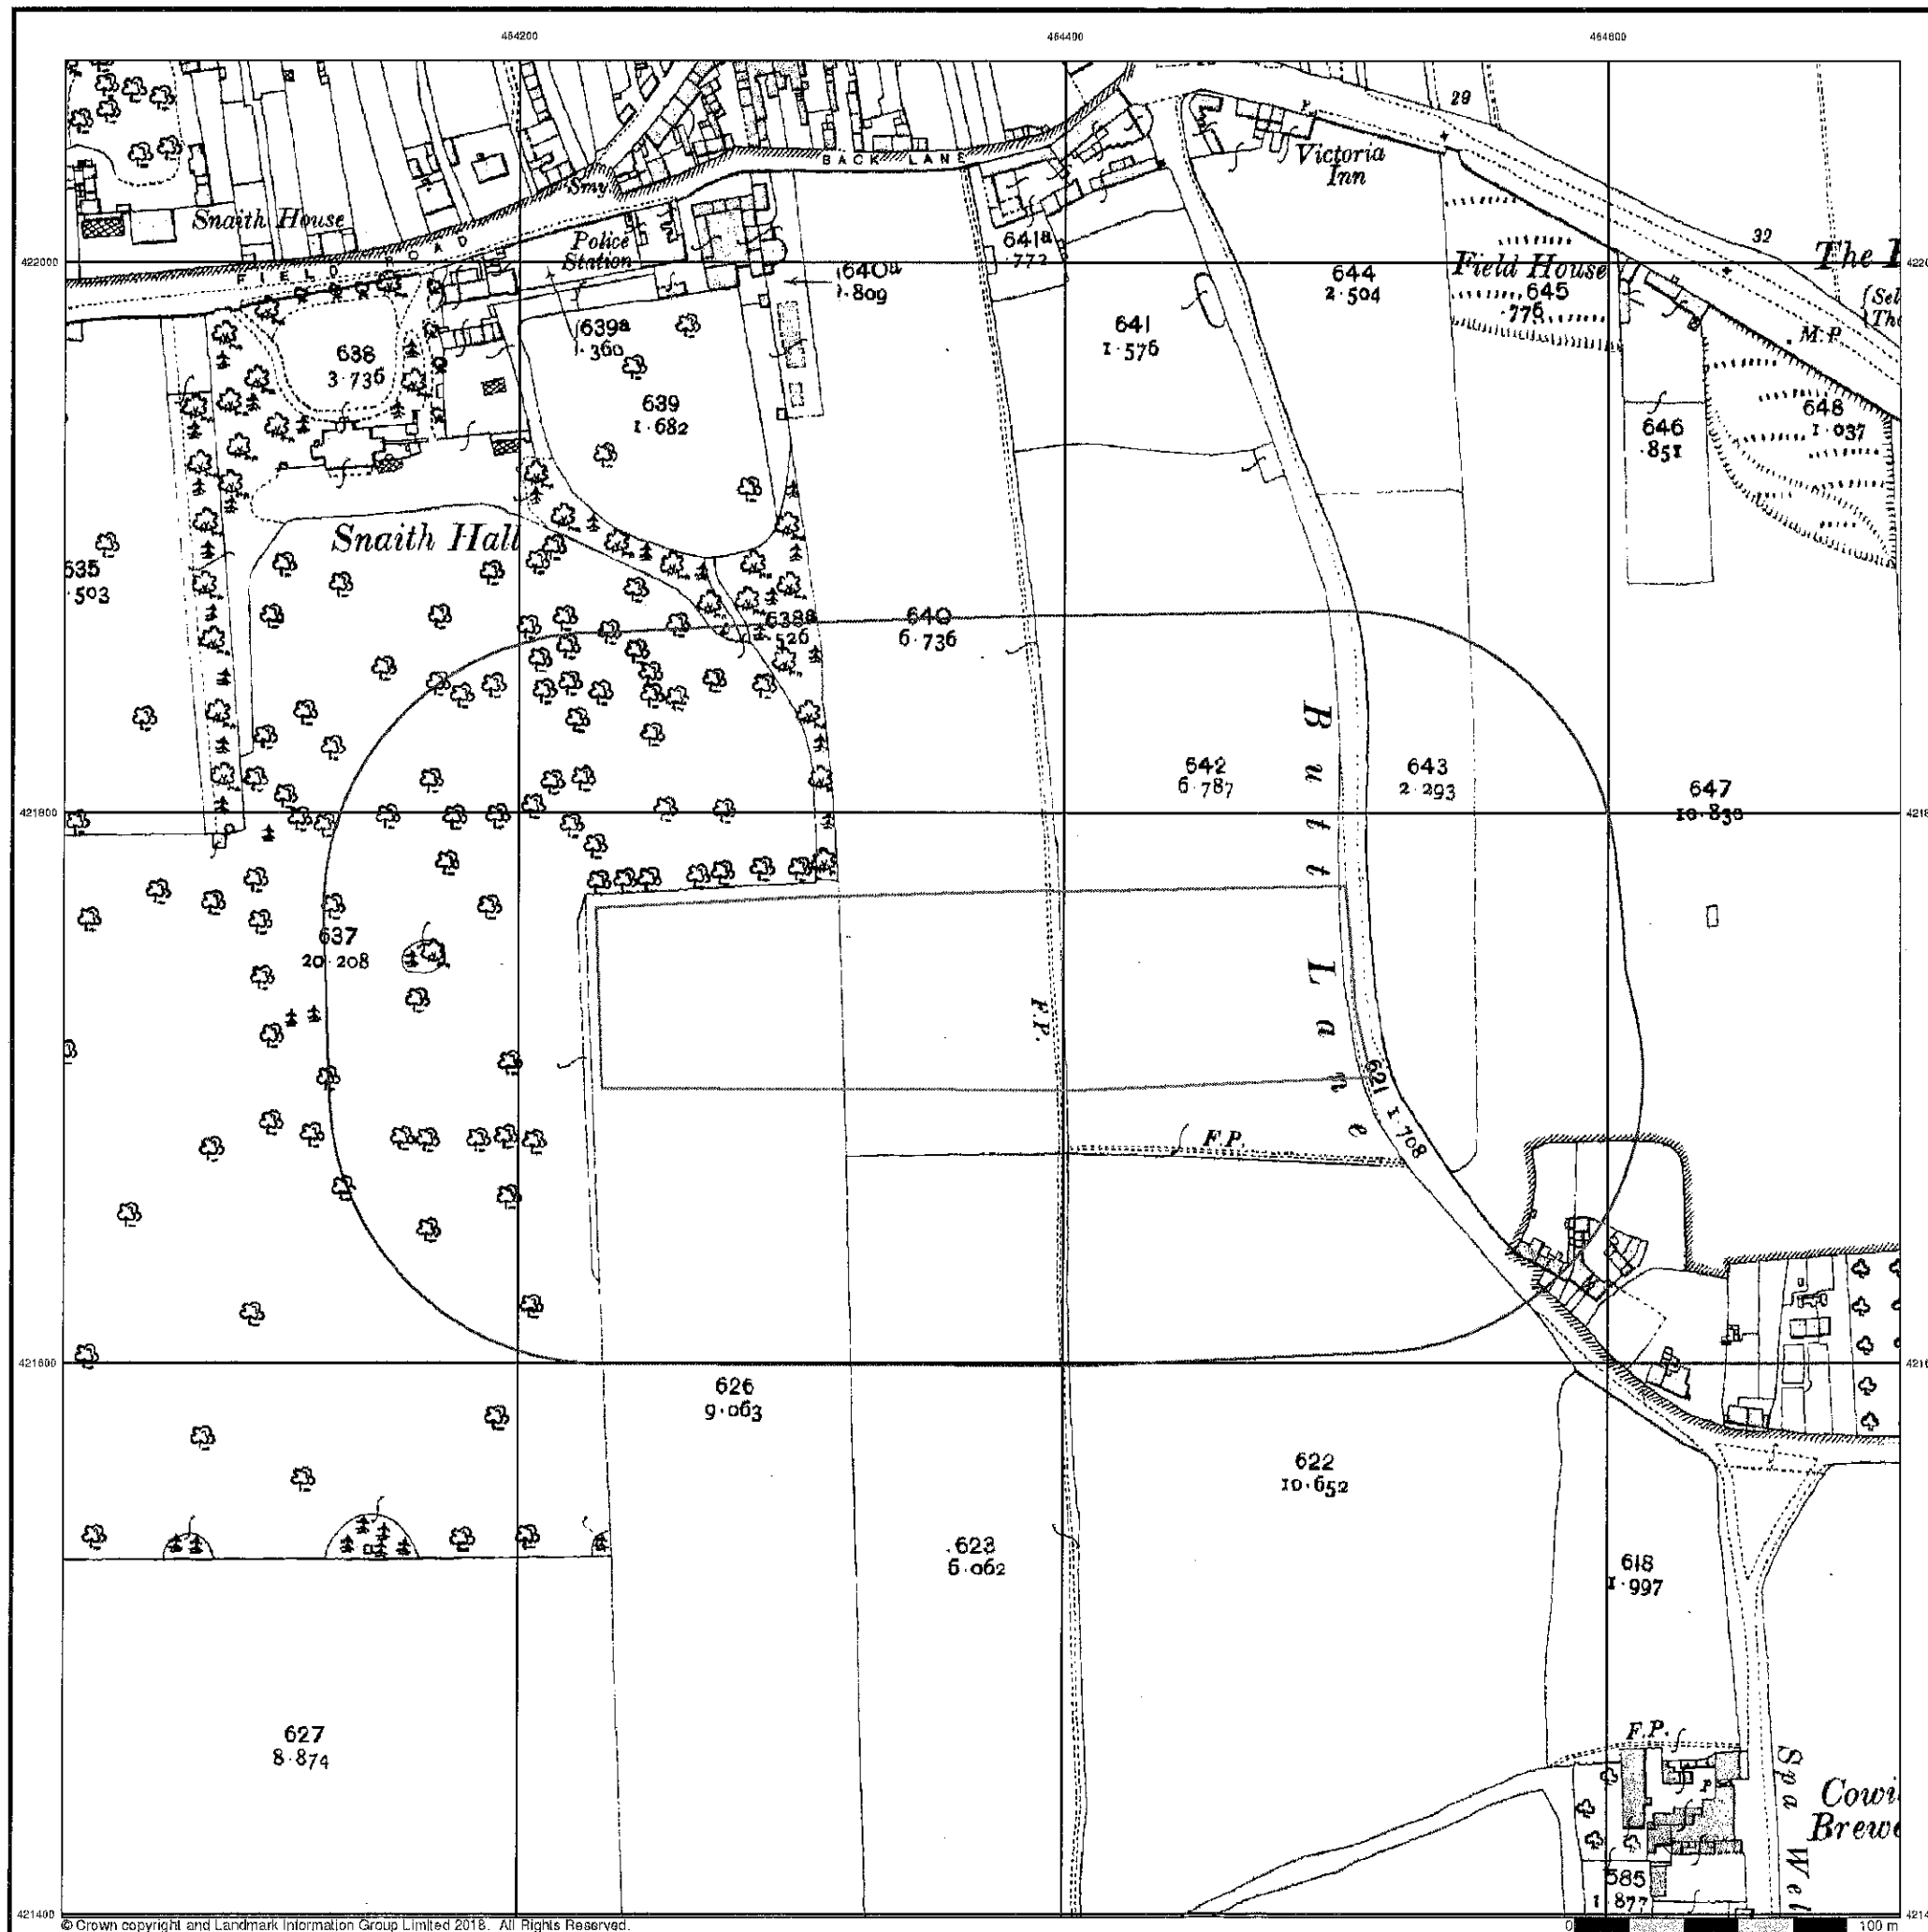 464200
464400
464600
29
BACK LANE
P.
Victoria
Inn
Smy.
Snaith House
FIELD ROAD
Police
Station
641a
.772
32
The
422000
640a
1.809
644
2.504
Field House
645
.776
639a
1.360
641
1.576
M.P.
638
3.736
639
1.682
648
1.037
646
.851
Snaith Hall
635
.503
638a
.526
640
6.736
Butt Lane
642
6.787
643
2.293
647
10.830
421800
637
20.208
F.P.
621
1.708
F.P.
421600
626
9.063
622
10.652
623
6.062
618
1.997
627
8.874
F.P.
Spa Wel
P
585
1.877
421400
© Crown copyright and Landmark Information Group Limited 2018. All Rights Reserved.
0 100 m